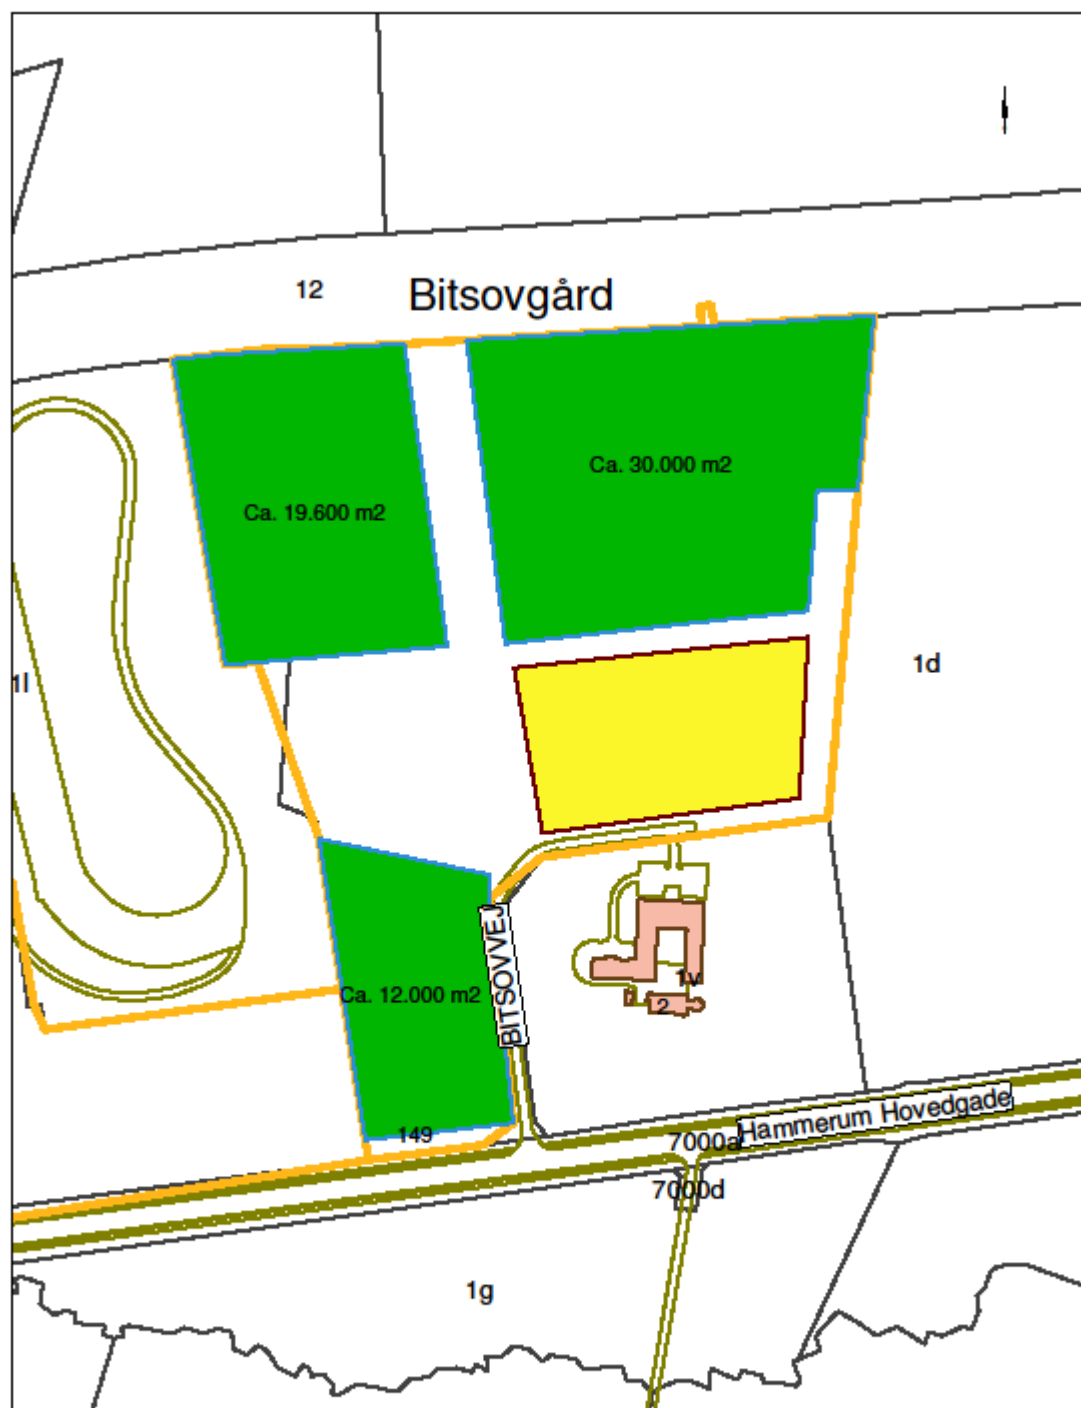 12
Bitsovgård
Ca. 30.000 m2
Ca. 19.600 m2
1l
1d
BITSOVVEJ
1v
2
Ca. 12.000 m2
Hammerum Hovedgade
149
7000a
7000d
1g